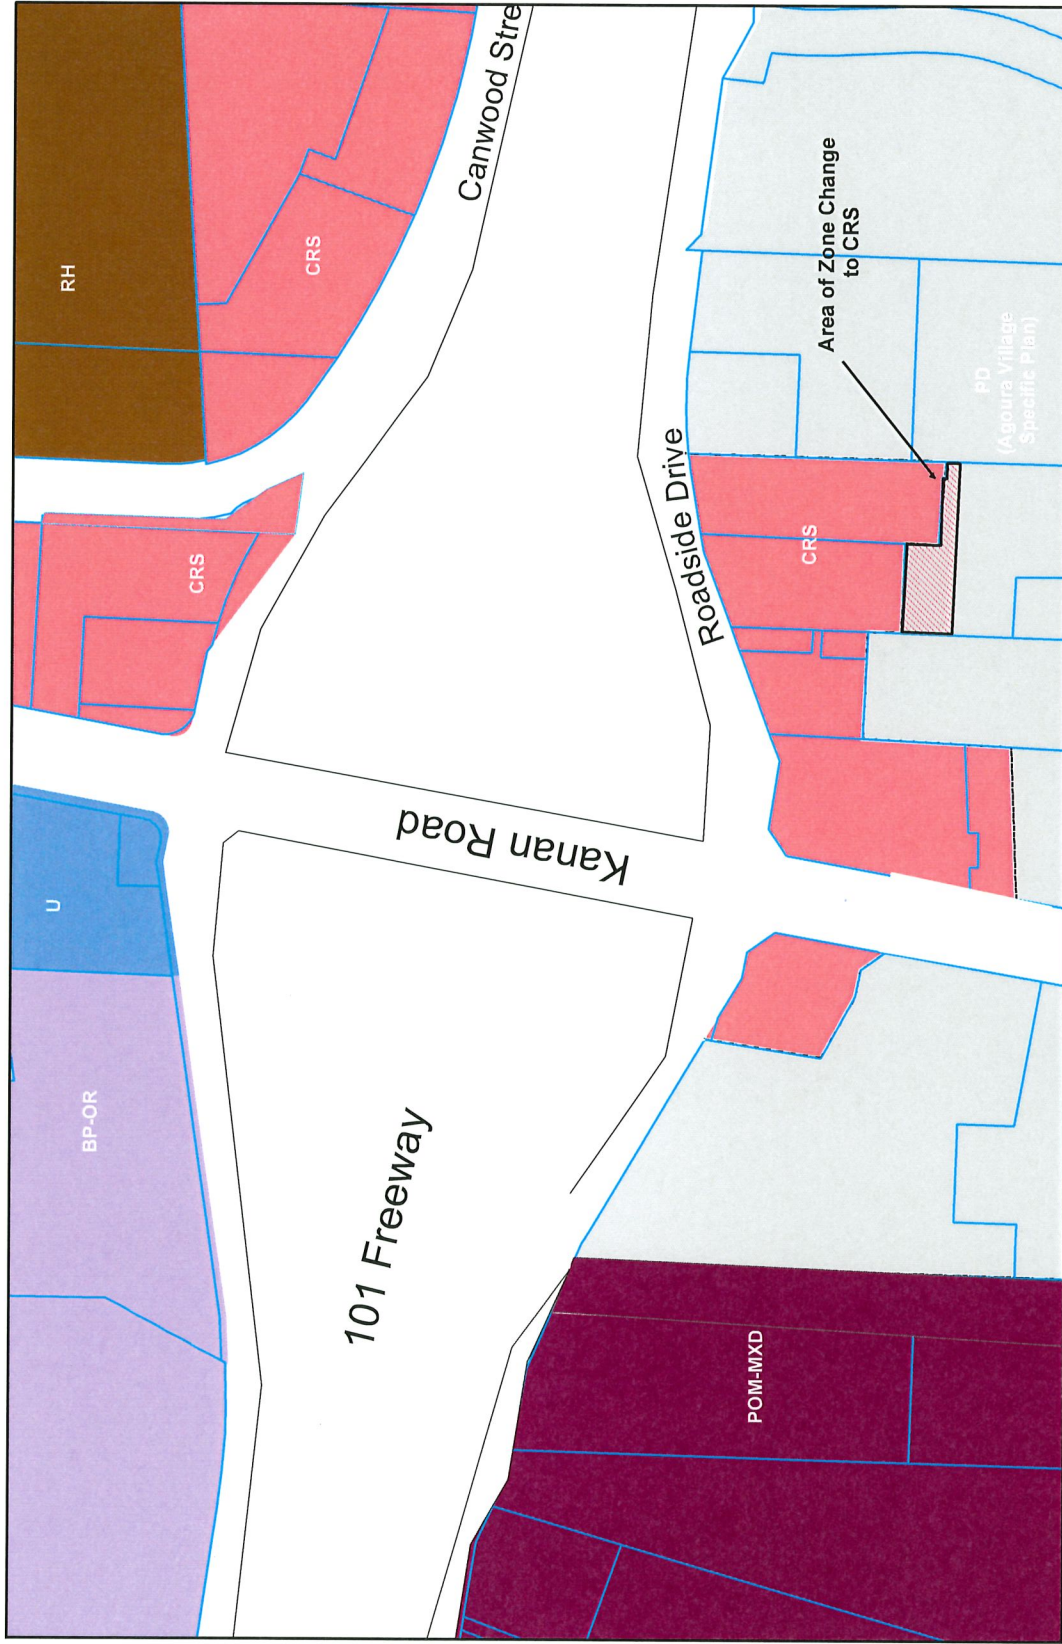 BP-OR
U
CRS
RH
CRS
Canwood Stre
101 Freeway
Kanan Road
Roadside Drive
POM-MXD
CRS
Area of Zone Change
to CRS
PD
(Agoura Village
Specific Plan)